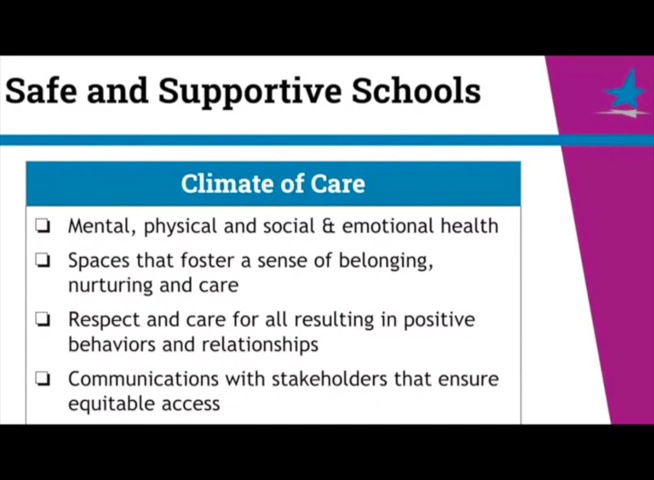 Safe and Supportive Schools
Climate of Care
❑ Mental, physical and social & emotional health
❑ Spaces that foster a sense of belonging,
nurturing and care
❑ Respect and care for all resulting in positive
behaviors and relationships
❑ Communications with stakeholders that ensure
equitable access